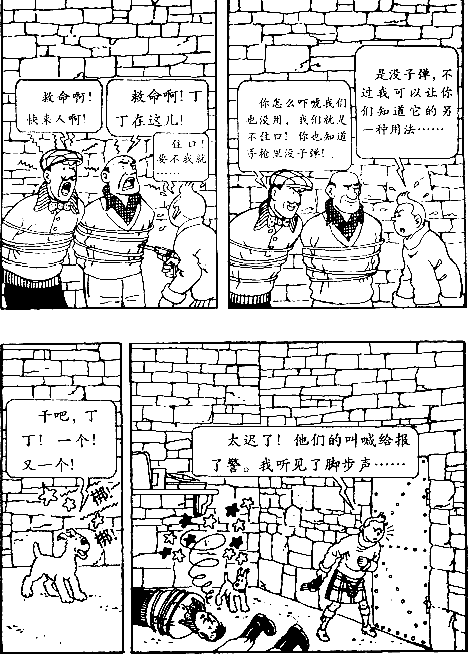 救命啊!
快来人啊!
救命啊!丁
丁在这儿!
住口!
要不我就
……
你怎么吓唬我们
也没用,我们就是
不住口!你也知道
手枪里没子弹!
是没子弹,不
过我可以让你
们知道它的另
一种用法……
干吧,丁
丁!一个!
又一个!
梆!
梆!
太迟了!他们的叫喊给报
了警。我听见了脚步声……